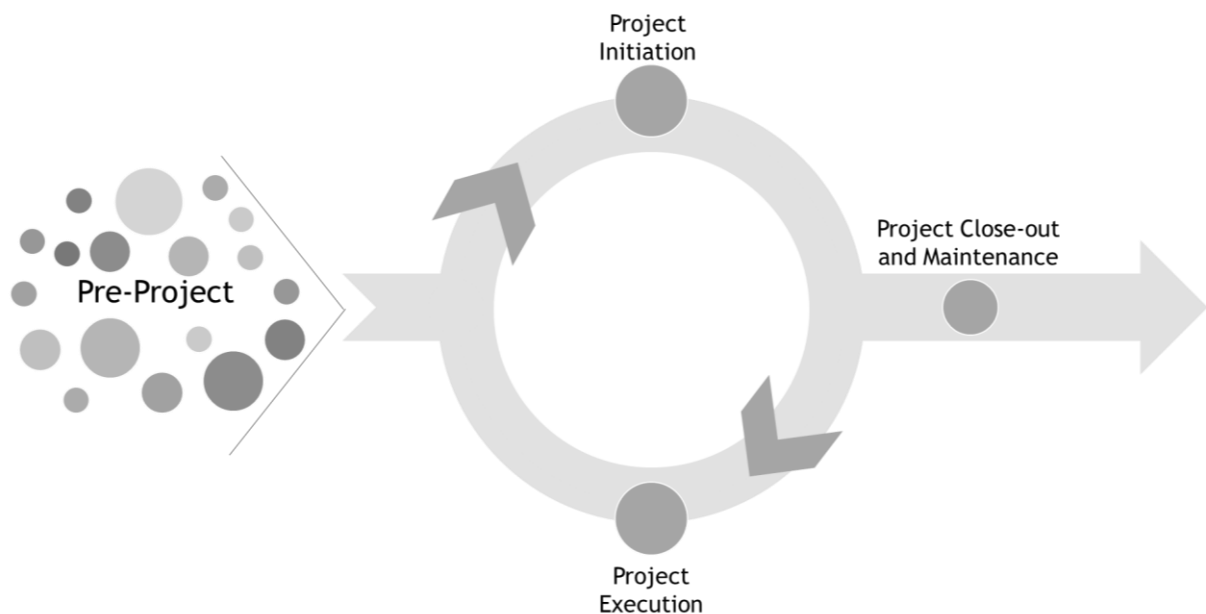 Project
Initiation
Pre-Project
Project Close-out
and Maintenance
Project
Execution